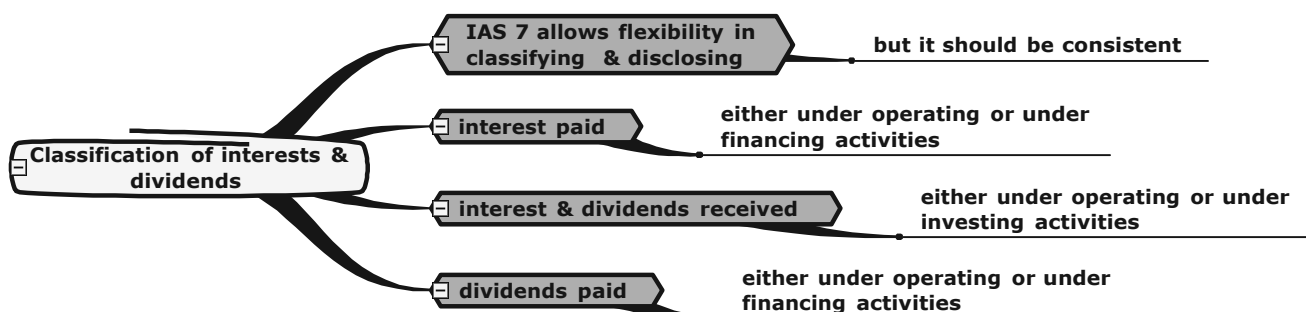 IAS 7 allows flexibility in
classifying & disclosing
but it should be consistent
interest paid
either under operating or under
financing activities
Classification of interests &
dividends
interest & dividends received
either under operating or under
investing activities
dividends paid
either under operating or under
financing activities